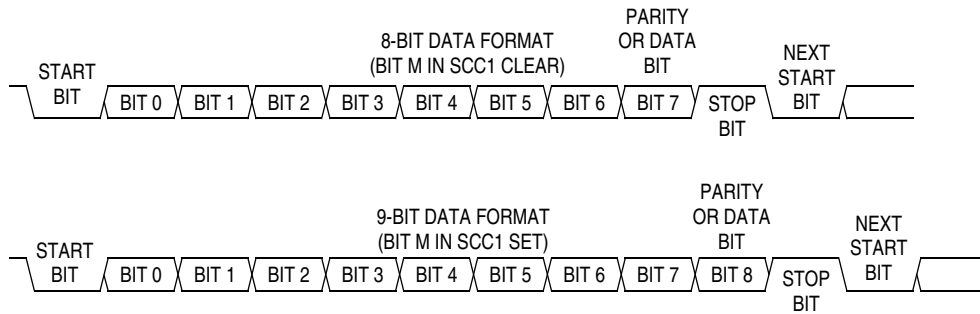 PARITY
OR DATA
BIT
8-BIT DATA FORMAT
(BIT M IN SCC1 CLEAR)
NEXT
START
BIT
START
BIT
BIT 0 BIT 1 BIT 2 BIT 3 BIT 4 BIT 5 BIT 6 BIT 7
STOP
BIT
PARITY
OR DATA
BIT
9-BIT DATA FORMAT
(BIT M IN SCC1 SET)
NEXT
START
BIT
START
BIT
BIT 0 BIT 1 BIT 2 BIT 3 BIT 4 BIT 5 BIT 6 BIT 7 BIT 8
STOP
BIT